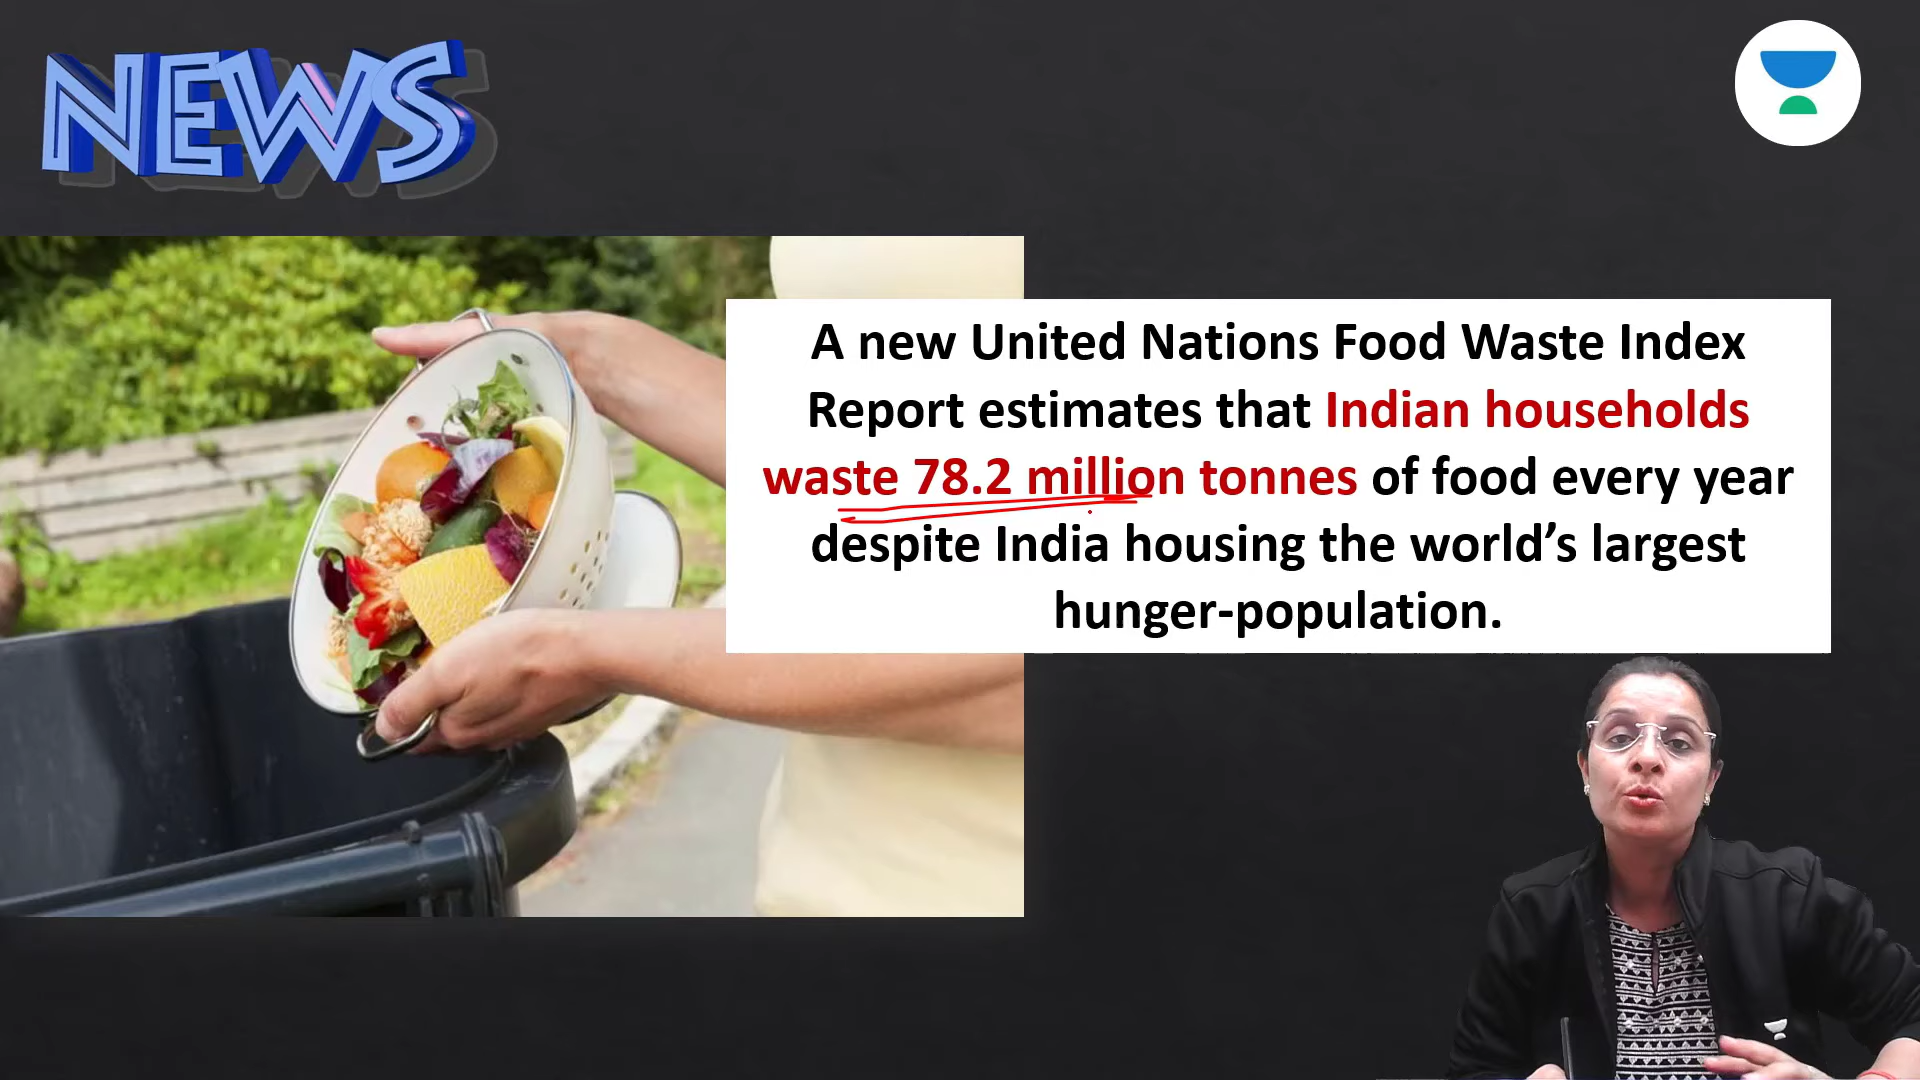 NEWS
A new United Nations Food Waste Index
Report estimates that Indian households
waste 78.2 million tonnes of food every year
despite India housing the world’s largest
hunger-population.